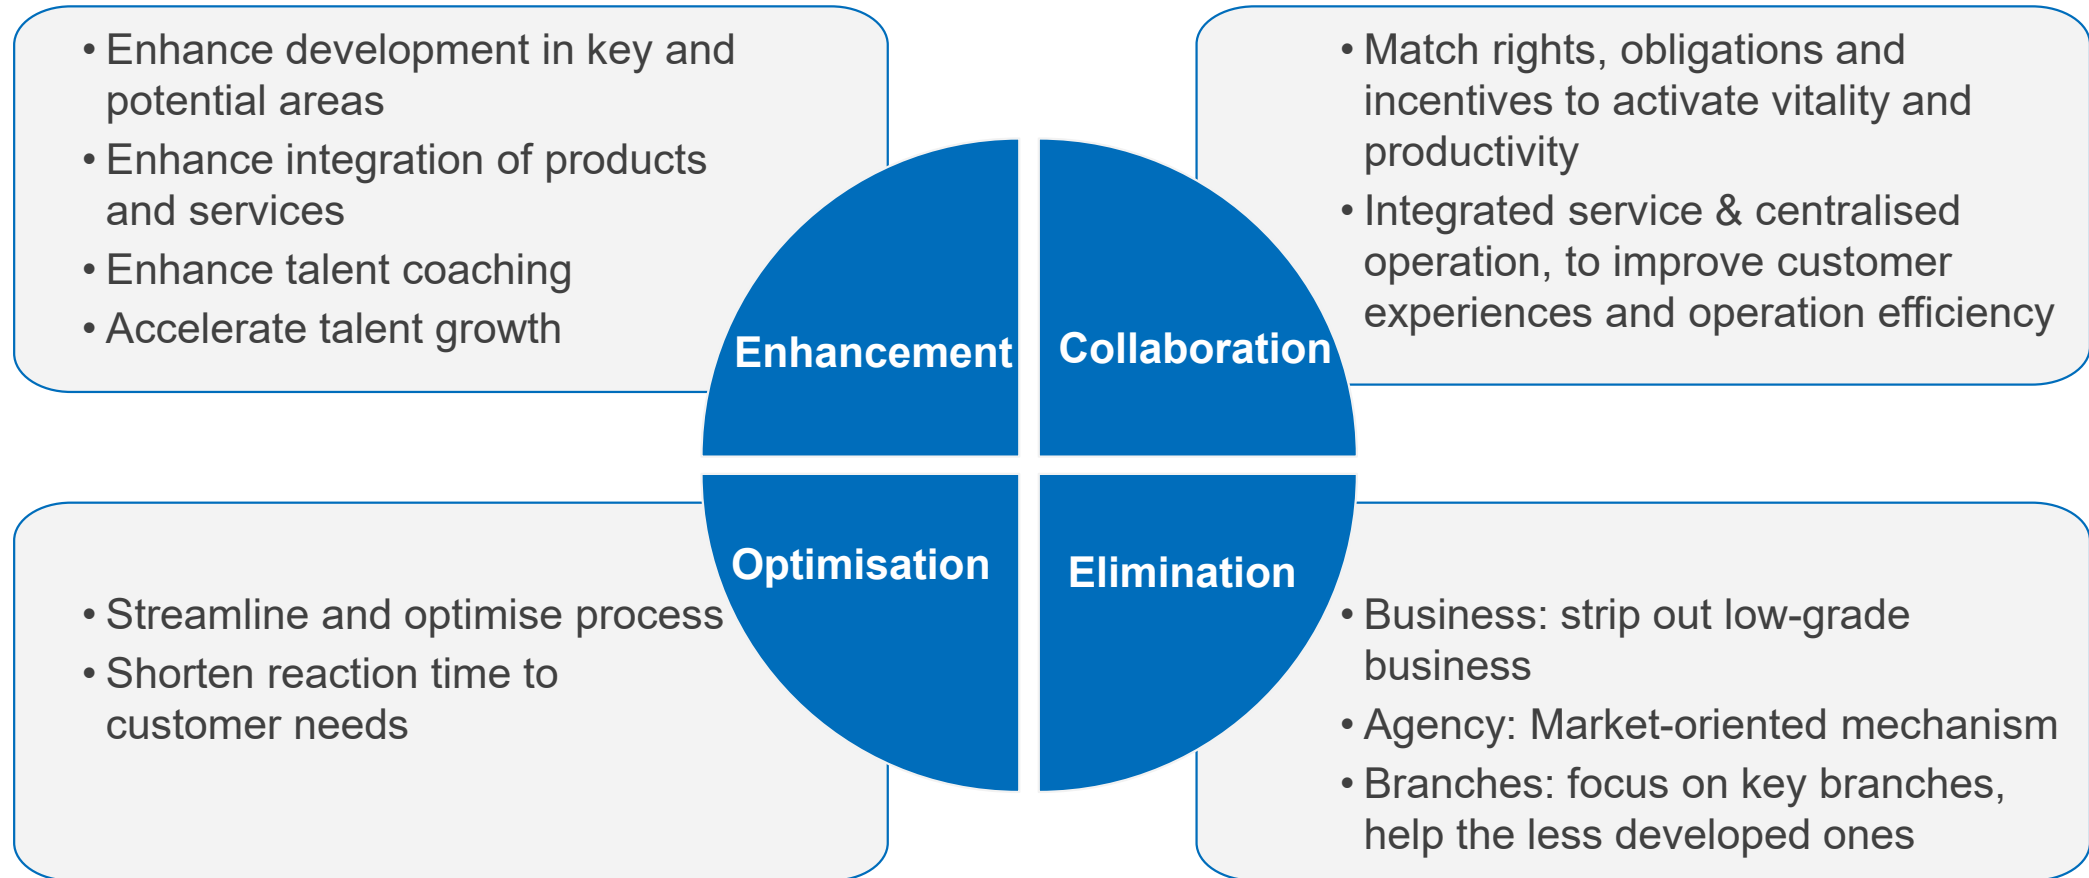 • Enhance development in key and
potential areas
• Enhance integration of products
and services
• Enhance talent coaching
• Accelerate talent growth
• Match rights, obligations and
incentives to activate vitality and
productivity
• Integrated service & centralised
operation, to improve customer
experiences and operation efficiency
Enhancement
Collaboration
Optimisation
Elimination
• Streamline and optimise process
• Shorten reaction time to
customer needs
• Business: strip out low-grade
business
• Agency: Market-oriented mechanism
• Branches: focus on key branches,
help the less developed ones